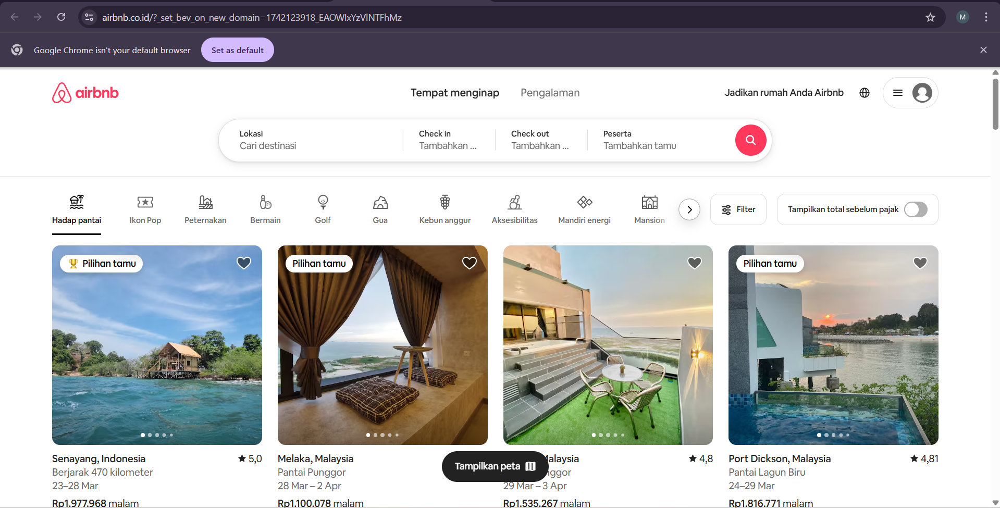 airbnb.co.id/?_set_bev_on_new_domain=1742123918_EAOWIxYzVlNTFhMz
M
Google Chrome isn't your default browser
Set as default
airbnb
Tempat menginap
Pengalaman
Jadikan rumah Anda Airbnb
Lokasi
Cari destinasi
Check in
Tambahkan ...
Check out
Tambahkan ...
Peserta
Tambahkan tamu
Hadap pantai
Ikon Pop
Peternakan
Bermain
Golf
Gua
Kebun anggur
Aksesibilitas
Mandiri energi
Mansion
Filter
Tampilkan total sebelum pajak
Pilihan tamu
Pilihan tamu
Pilihan tamu
Senayang, Indonesia
5,0
Berjarak 470 kilometer
23–28 Mar
Rp1.977.968 malam
Melaka, Malaysia
Pantai Punggor
28 Mar – 2 Apr
Rp1.100.078 malam
Tampilkan peta
Malaysia
4,8
nggor
29 Mar – 3 Apr
Rp1.535.267 malam
Port Dickson, Malaysia
4,81
Pantai Lagun Biru
24–29 Mar
Rp1.816.771 malam